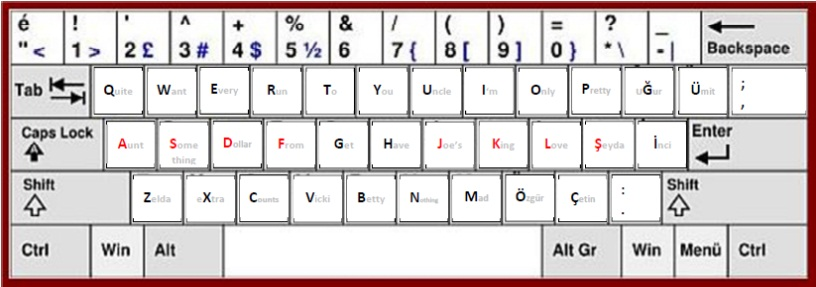 é ! ' ^ + % & / ( ) = ? _
" < 1 > 2 £ 3 # 4 $ 5 ½ 6 7 { 8 [ 9 ] 0 } * \ - | Backspace
Tab Quite Want Every Run To You Uncle I'm Only Pretty uĞur Ümit ; ,
Caps Lock Aunt Some thing Dollar From Get Have Joe's King Love Şeyda İnci Enter
Shift Zelda eXtra Counts Vicki Betty Nothing Mad Özgür Çetin : . Shift
Ctrl Win Alt Alt Gr Win Menü Ctrl